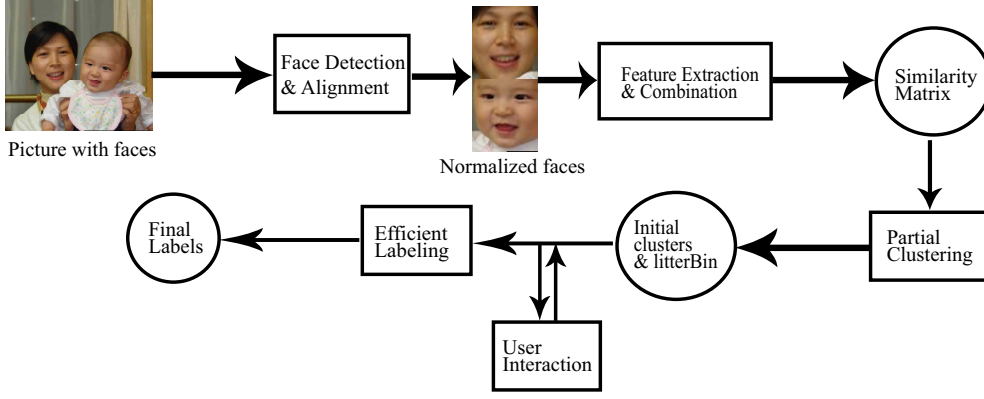 Face Detection
& Alignment
Feature Extraction
& Combination
Similarity
Matrix
Picture with faces
Normalized faces
Final
Labels
Efficient
Labeling
Initial
clusters
& litterBin
Partial
Clustering
User
Interaction